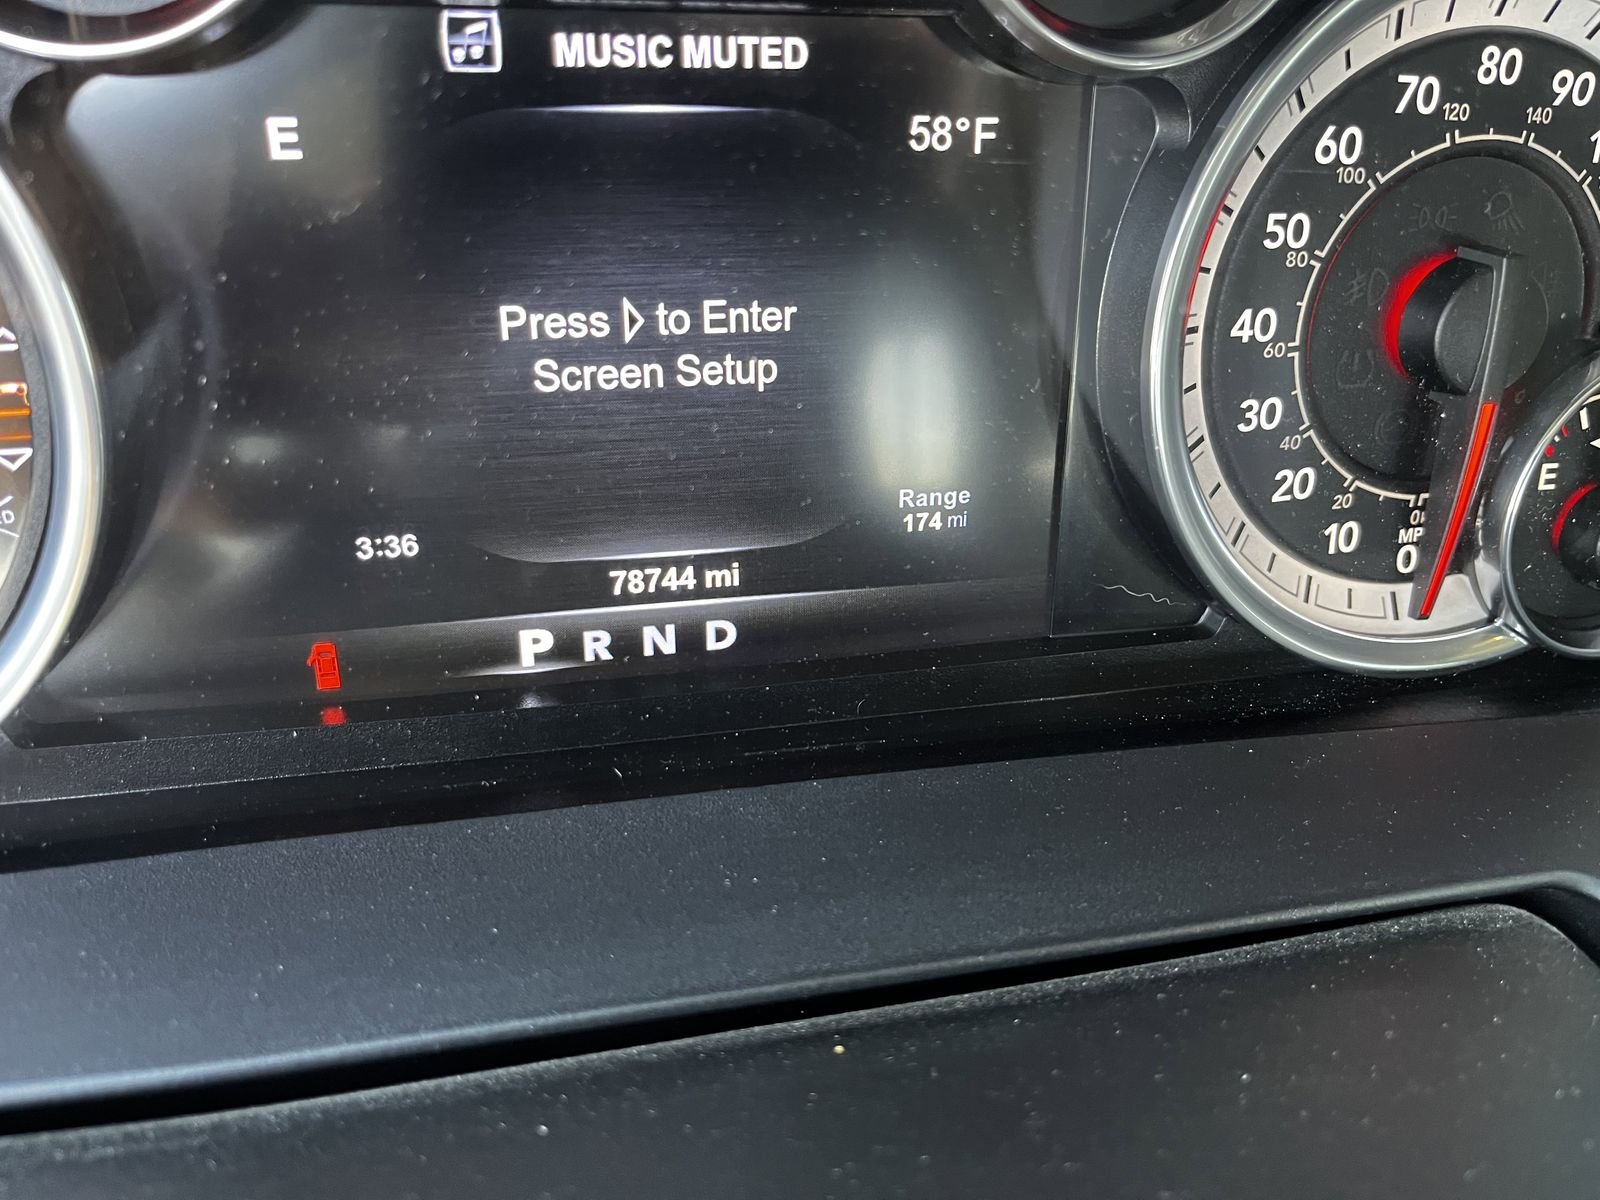 MUSIC MUTED
E
58°F
Press ▷ to Enter
Screen Setup
Range
174 mi
3:36
78744 mi
P R N D
80
90
70
120
140
60
100
50
80
40
60
30
40
20
20
10
0
E